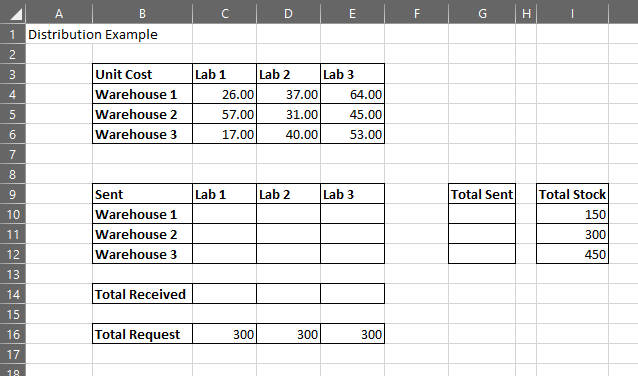 A B C D E F G H I
1 Distribution Example
2
3 Unit Cost Lab 1 Lab 2 Lab 3
4 Warehouse 1 26.00 37.00 64.00
5 Warehouse 2 57.00 31.00 45.00
6 Warehouse 3 17.00 40.00 53.00
7
8
9 Sent Lab 1 Lab 2 Lab 3 Total Sent Total Stock
10 Warehouse 1 150
11 Warehouse 2 300
12 Warehouse 3 450
13
14 Total Received
15
16 Total Request 300 300 300
17
18